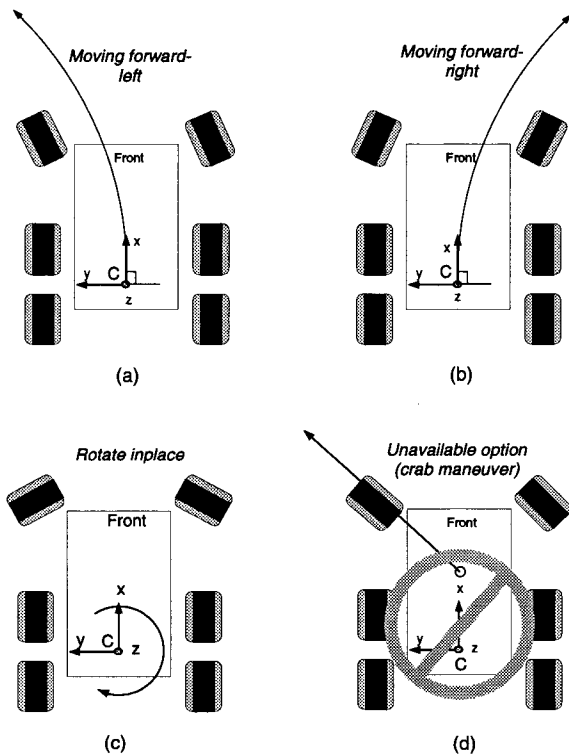 Moving forward-
left
Front
x
y
C
z
(a)
Moving forward-
right
Front
x
y
C
z
(b)
Rotate inplace
Front
x
y
C
z
(c)
Unavailable option
(crab maneuver)
Front
x
y
z
C
(d)